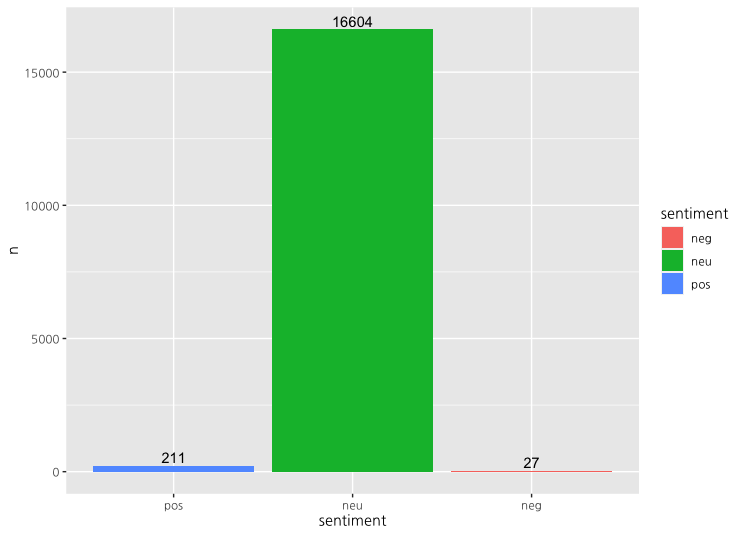 16604
15000
10000
n
5000
211
27
0
pos
neu
neg
sentiment
sentiment
neg
neu
pos